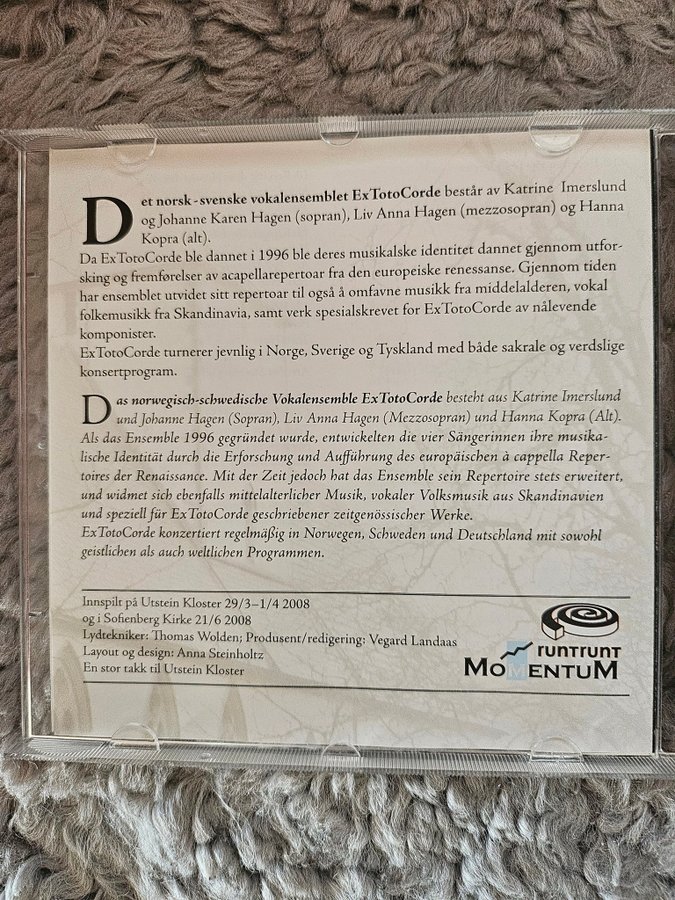 Det norsk-svenske vokalensemblet ExTotoCorde består av Katrine Imerslund
og Johanne Karen Hagen (sopran), Liv Anna Hagen (mezzosopran) og Hanna
Kopra (alt).
Da ExTotoCorde ble dannet i 1996 ble deres musikalske identitet dannet gjennom utfor-
sking og fremførelser av acapellarepertoar fra den europeiske renessanse. Gjennom tiden
har ensemblet utvidet sitt repertoar til også å omfavne musikk fra middelalderen, vokal
folkemusikk fra Skandinavia, samt verk spesialskrevet for ExTotoCorde av nålevende
komponister.
ExTotoCorde turnerer jevnlig i Norge, Sverige og Tyskland med både sakrale og verdslige
konsertprogram.
Das norwegisch-schwedische Vokalensemble ExTotoCorde besteht aus Katrine Imerslund
und Johanne Hagen (Sopran), Liv Anna Hagen (Mezzosopran) und Hanna Kopra (Alt).
Als das Ensemble 1996 gegründet wurde, entwickelten die vier Sängerinnen ihre musika-
lische Identität durch die Erforschung und Aufführung des europäischen à cappella Reper-
toires der Renaissance. Mit der Zeit jedoch hat das Ensemble sein Repertoire stets erweitert,
und widmet sich ebenfalls mittelalterlicher Musik, vokaler Volksmusik aus Skandinavien
und speziell für ExTotoCorde geschriebener zeitgenössischer Werke.
ExTotoCorde konzertiert regelmäßig in Norwegen, Schweden und Deutschland mit sowohl
geistlichen als auch weltlichen Programmen.
Innspilt på Utstein Kloster 29/3–1/4 2008
og i Sofienberg Kirke 21/6 2008
Lydtekniker: Thomas Wolden; Produsent/redigering: Vegard Landaas
Layout og design: Anna Steinholtz
En stor takk til Utstein Kloster
runtrunt
MOMENTUM